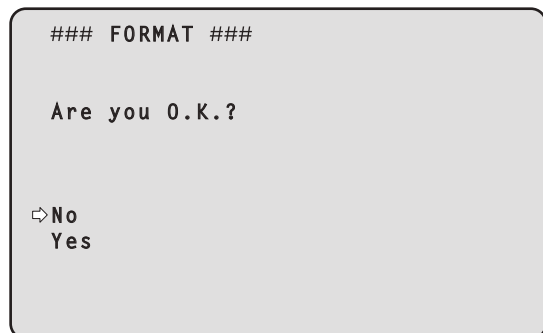 ### FORMAT ###
Are you O.K.?
⇨No
Yes